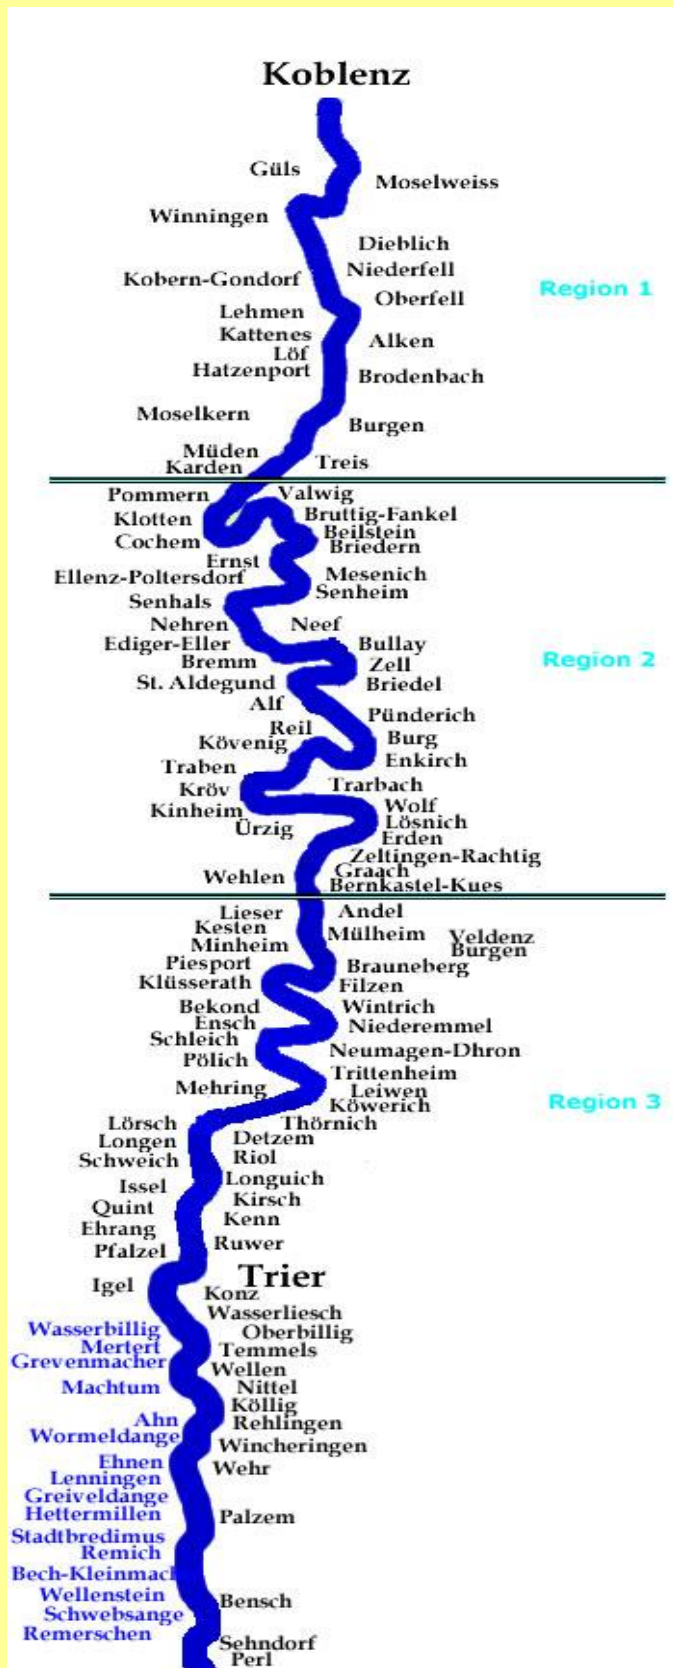 Koblenz
Güls
Moselweiss
Winningen
Dieblich
Niederfell
Kobern-Gondorf
Region 1
Oberfell
Lehmen
Kattenes
Alken
Löf
Hatzenport
Brodenbach
Moselkern
Burgen
Müden
Treis
Karden
Pommern
Valwig
Klotten
Bruttig-Fankel
Beilstein
Cochem
Briedern
Ernst
Ellenz-Poltersdorf
Mesenich
Senheim
Senhals
Nehren
Neef
Ediger-Eller
Bullay
Region 2
Bremm
Zell
St. Aldegund
Briedel
Alf
Pünderich
Reil
Kövenig
Burg
Enkirch
Traben
Trarbach
Kröv
Kinheim
Wolf
Lösnich
Ürzig
Erden
Zeltingen-Rachtig
Graach
Wehlen
Bernkastel-Kues
Lieser
Andel
Kesten
Mülheim
Veldenz
Minheim
Burgen
Piesport
Brauneberg
Klüsserath
Filzen
Bekond
Wintrich
Ensch
Niederemmel
Schleich
Neumagen-Dhron
Pölich
Trittenheim
Mehring
Leiwen
Region 3
Köwerich
Lörsch
Thörnich
Longen
Detzem
Schweich
Riol
Longuich
Issel
Kirsch
Quint
Kenn
Ehrang
Ruwer
Pfalzel
Trier
Igel
Konz
Wasserliesch
Wasserbillig
Oberbillig
Mertert
Temmels
Grevenmacher
Wellen
Machtum
Nittel
Köllig
Ahn
Rehlingen
Wormeldange
Wincheringen
Ehnen
Wehr
Lenningen
Greiveldange
Hettermillen
Palzem
Stadtbredimus
Remich
Bech-Kleinmach
Wellenstein
Bensch
Schwebsange
Remerschen
Sehndorf
Perl